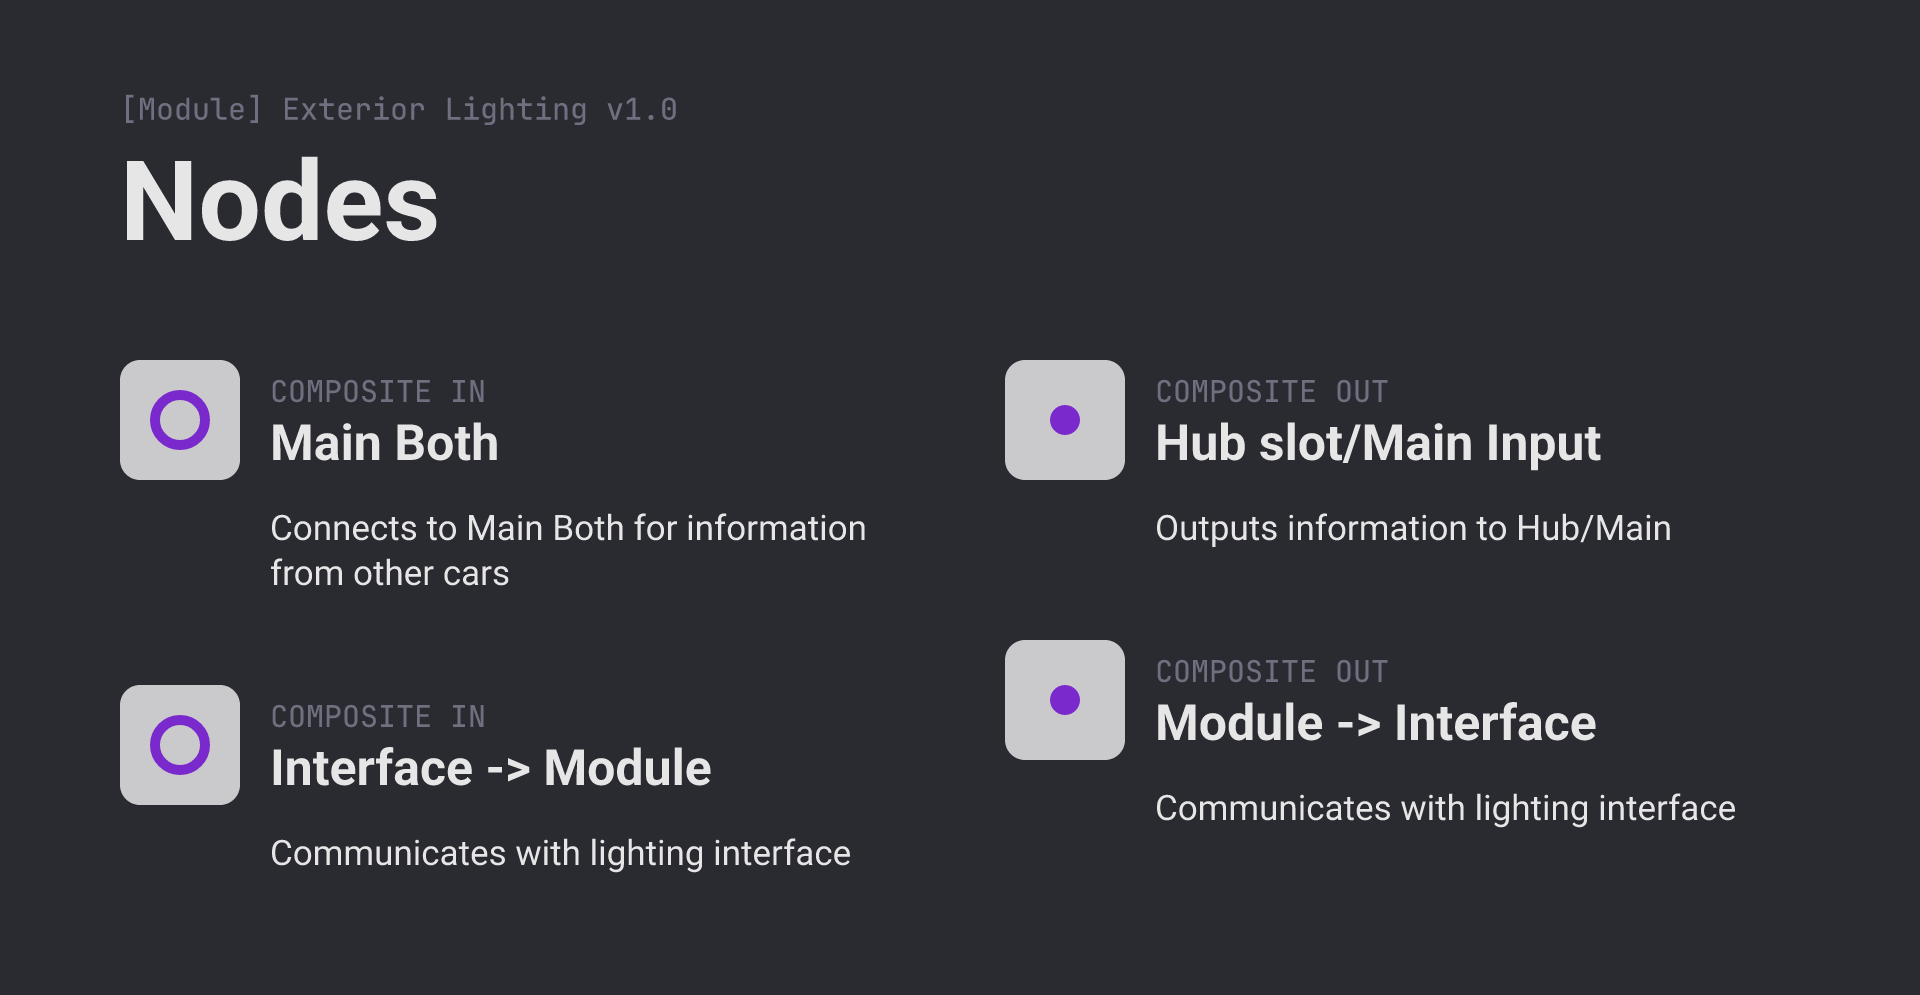 [Module] Exterior Lighting v1.0
Nodes
COMPOSITE IN
Main Both
Connects to Main Both for information
from other cars
COMPOSITE IN
Interface -> Module
Communicates with lighting interface
COMPOSITE OUT
Hub slot/Main Input
Outputs information to Hub/Main
COMPOSITE OUT
Module -> Interface
Communicates with lighting interface